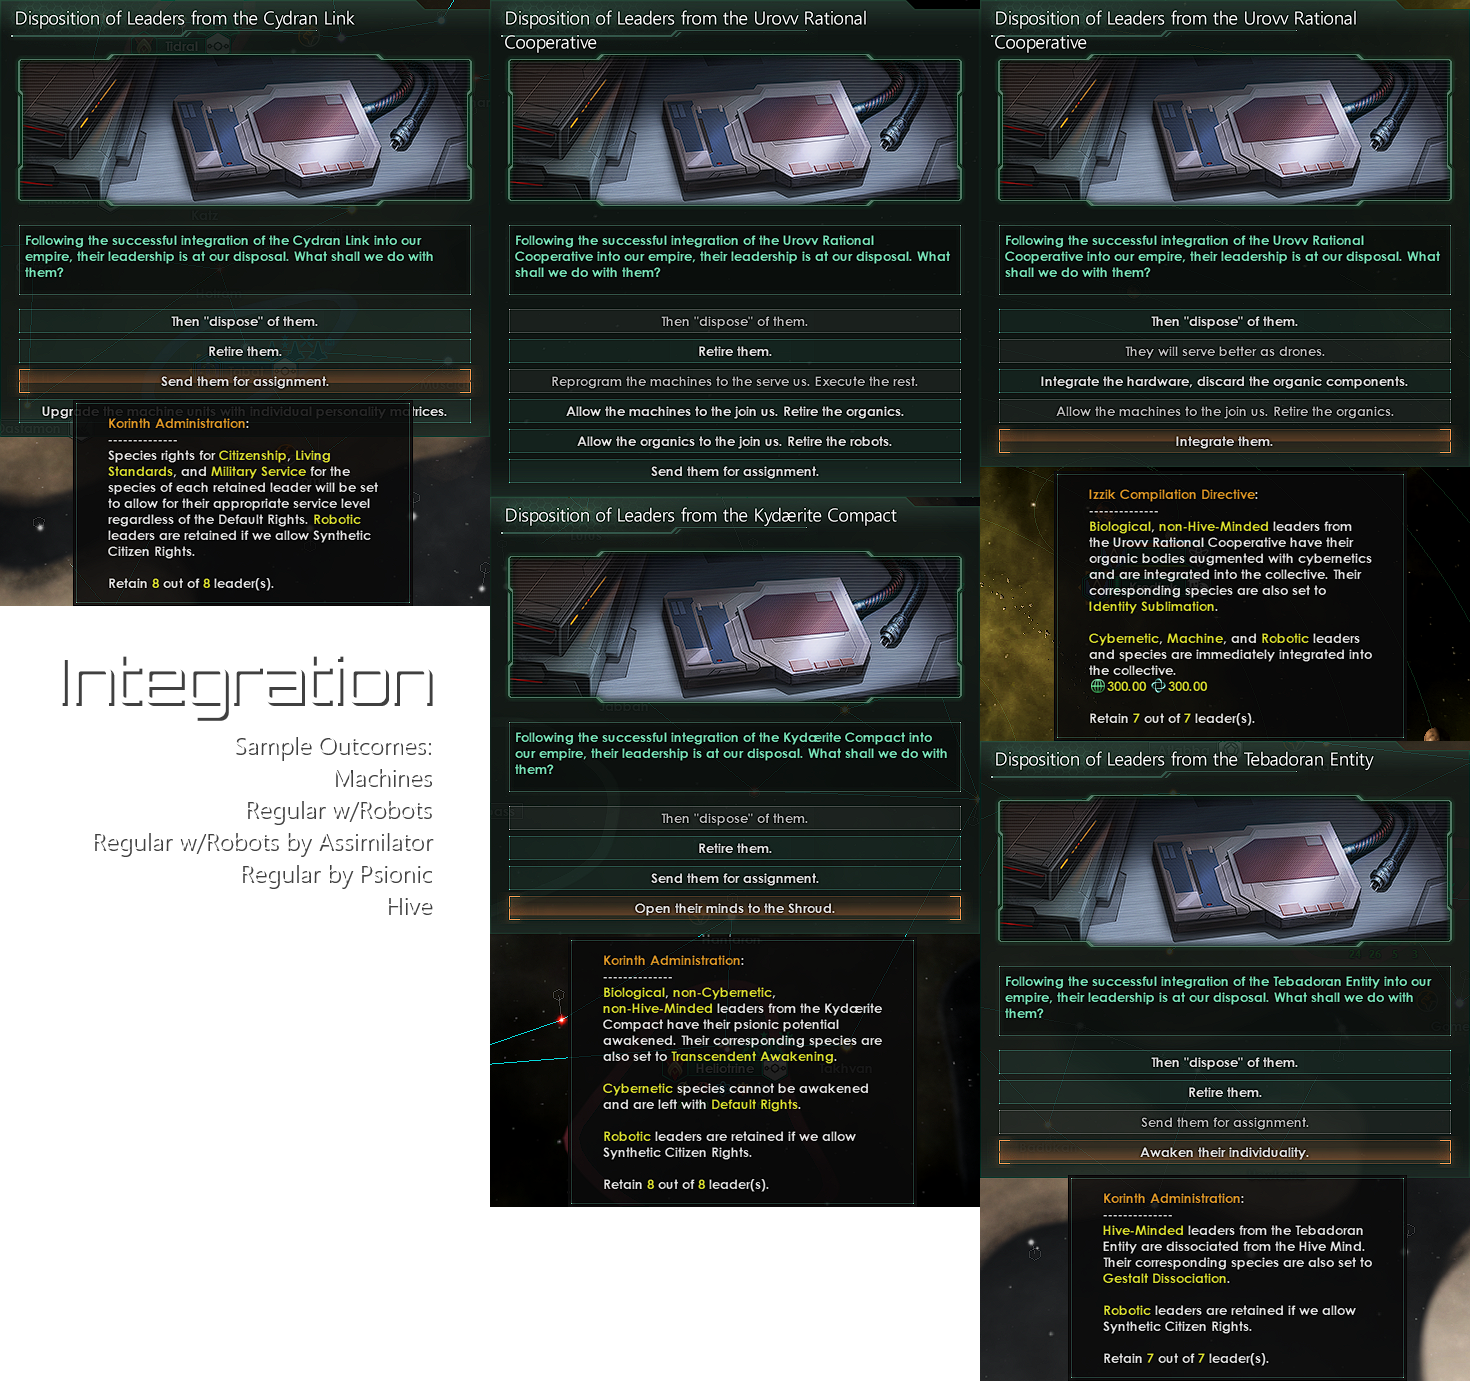 Disposition of Leaders from the Cydran Link
Following the successful integration of the Cydran Link into our
empire, their leadership is at our disposal. What shall we do with
them?
Then "dispose" of them.
Retire them.
Send them for assignment.
Upgrade the machine units with individual personality matrices.
Korinth Administration:
--------------
Species rights for Citizenship, Living
Standards, and Military Service for the
species of each retained leader will be set
to allow for their appropriate service level
regardless of the Default Rights. Robotic
leaders are retained if we allow Synthetic
Citizen Rights.
Retain 8 out of 8 leader(s).
Integration
Sample Outcomes:
Machines
Regular w/Robots
Regular w/Robots by Assimilator
Regular by Psionic
Hive
Disposition of Leaders from the Urovv Rational
Cooperative
Following the successful integration of the Urovv Rational
Cooperative into our empire, their leadership is at our disposal. What
shall we do with them?
Then "dispose" of them.
Retire them.
Reprogram the machines to the serve us. Execute the rest.
Allow the machines to the join us. Retire the organics.
Allow the organics to the join us. Retire the robots.
Send them for assignment.
Disposition of Leaders from the Kydærite Compact
Following the successful integration of the Kydærite Compact into
our empire, their leadership is at our disposal. What shall we do with
them?
Then "dispose" of them.
Retire them.
Send them for assignment.
Open their minds to the Shroud.
Korinth Administration:
--------------
Biological, non-Cybernetic,
non-Hive-Minded leaders from the Kydærite
Compact have their psionic potential
awakened. Their corresponding species are
also set to Transcendent Awakening.
Cybernetic species cannot be awakened
and are left with Default Rights.
Robotic leaders are retained if we allow
Synthetic Citizen Rights.
Retain 8 out of 8 leader(s).
Disposition of Leaders from the Urovv Rational
Cooperative
Following the successful integration of the Urovv Rational
Cooperative into our empire, their leadership is at our disposal. What
shall we do with them?
Then "dispose" of them.
They will serve better as drones.
Integrate the hardware, discard the organic components.
Allow the machines to the join us. Retire the organics.
Integrate them.
Izzik Compilation Directive:
--------------
Biological, non-Hive-Minded leaders from
the Urovv Rational Cooperative have their
organic bodies augmented with cybernetics
and are integrated into the collective. Their
corresponding species are also set to
Identity Sublimation.
Cybernetic, Machine, and Robotic leaders
and species are immediately integrated into
the collective.
300.00 300.00
Retain 7 out of 7 leader(s).
Disposition of Leaders from the Tebadoran Entity
Following the successful integration of the Tebadoran Entity into our
empire, their leadership is at our disposal. What shall we do with
them?
Then "dispose" of them.
Retire them.
Send them for assignment.
Awaken their individuality.
Korinth Administration:
--------------
Hive-Minded leaders from the Tebadoran
Entity are dissociated from the Hive Mind.
Their corresponding species are also set to
Gestalt Dissociation.
Robotic leaders are retained if we allow
Synthetic Citizen Rights.
Retain 7 out of 7 leader(s).